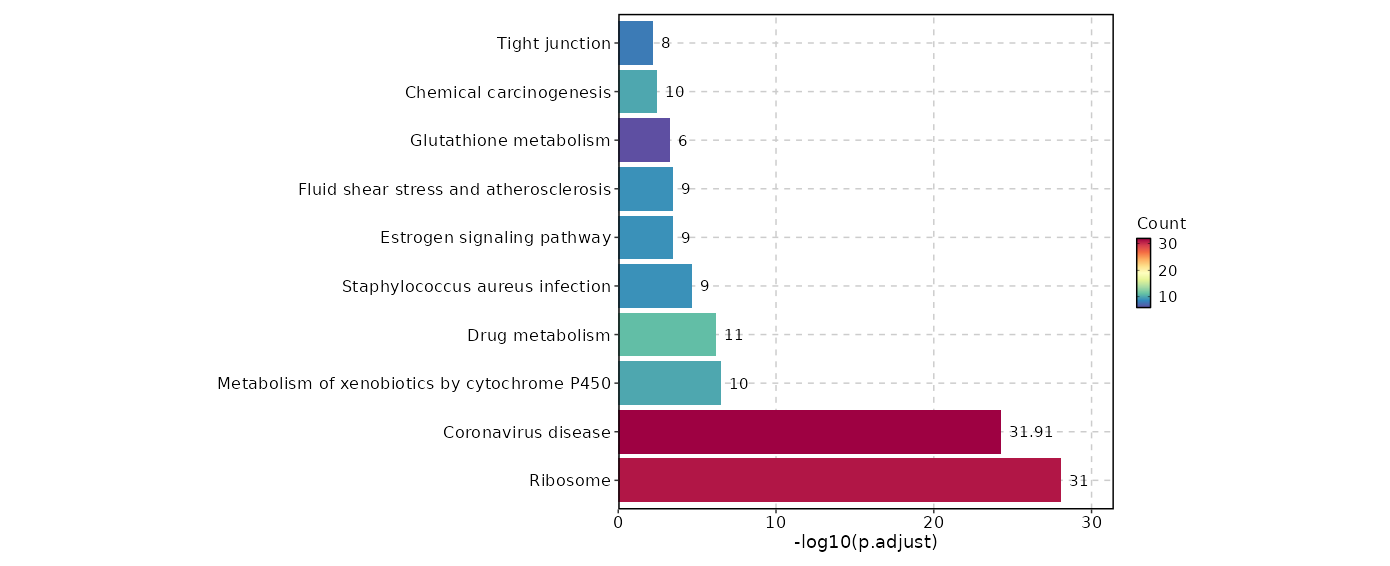 Tight junction
8
Chemical carcinogenesis
10
Glutathione metabolism
6
Fluid shear stress and atherosclerosis
9
Estrogen signaling pathway
9
Staphylococcus aureus infection
9
Drug metabolism
11
Metabolism of xenobiotics by cytochrome P450
10
Coronavirus disease
31.91
Ribosome
31
0
10
20
30
-log10(p.adjust)
Count
30
20
10